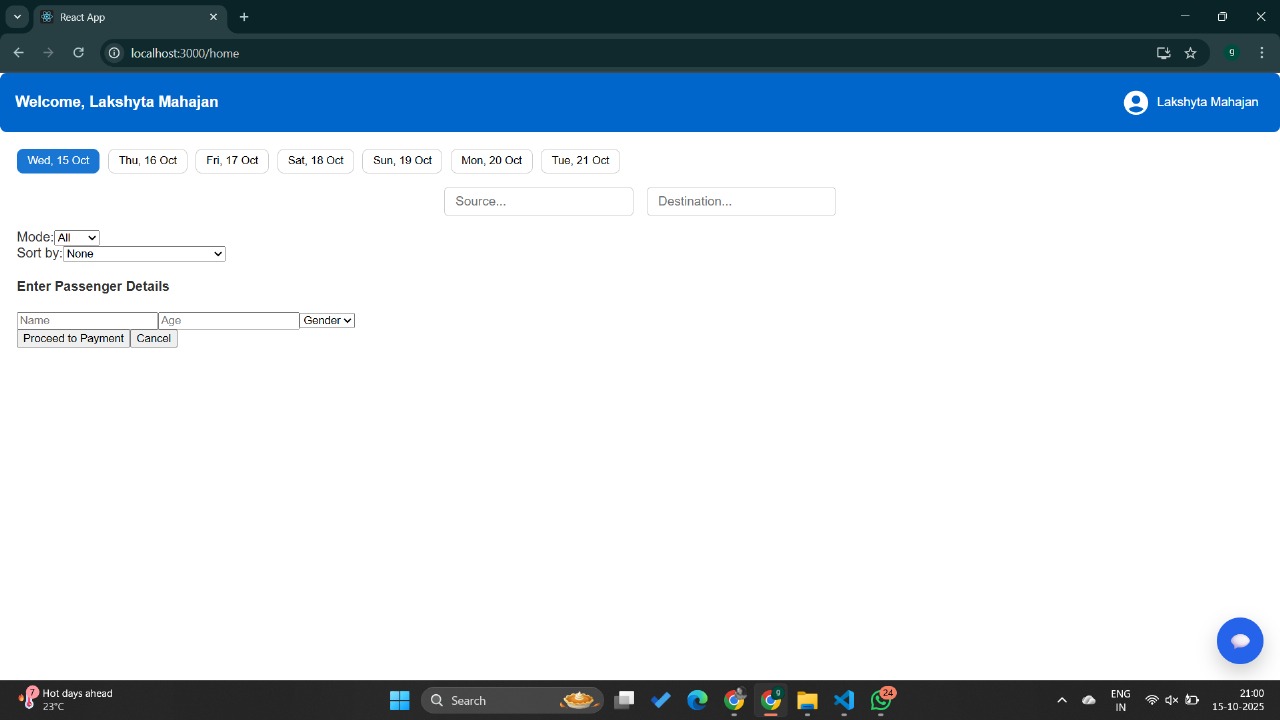 React App
localhost:3000/home
g
Welcome, Lakshyta Mahajan
Lakshyta Mahajan
Wed, 15 Oct Thu, 16 Oct Fri, 17 Oct Sat, 18 Oct Sun, 19 Oct Mon, 20 Oct Tue, 21 Oct
Source... Destination...
Mode: All
Sort by: None
Enter Passenger Details
Name Age Gender
Proceed to Payment Cancel
7 Hot days ahead
23°C
Search
9
24
ENG
IN
21:00
15-10-2025